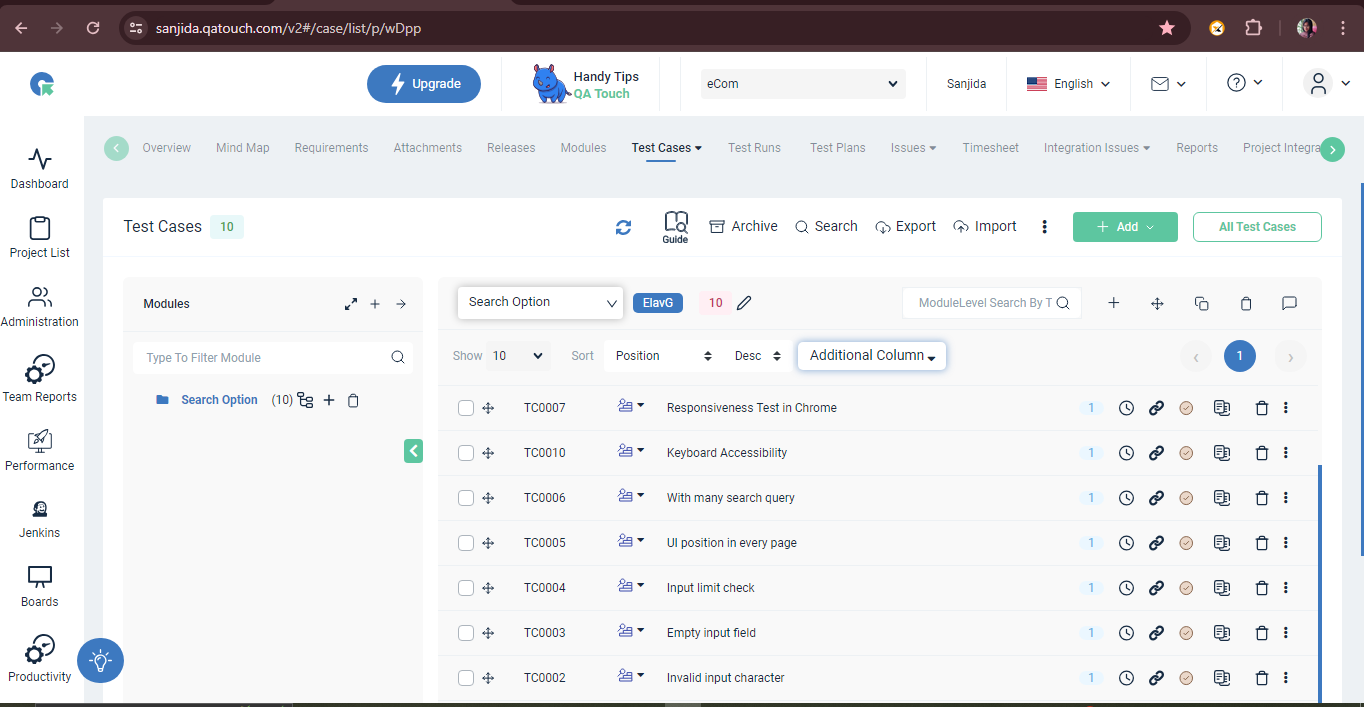 sanjida.qatouch.com/v2#/case/list/p/wDpp
Upgrade
Handy Tips
QA Touch
eCom
Sanjida
English
Overview Mind Map Requirements Attachments Releases Modules Test Cases Test Runs Test Plans Issues Timesheet Integration Issues Reports Project Integra
Dashboard
Project List
Administration
Team Reports
Performance
Jenkins
Boards
Productivity
Test Cases 10
Guide
Archive
Search
Export
Import
+ Add
All Test Cases
Modules
Type To Filter Module
Search Option (10)
Search Option
ElavG
10
ModuleLevel Search By T
Show 10 Sort Position Desc Additional Column
1
TC0007 Responsiveness Test in Chrome 1
TC0010 Keyboard Accessibility 1
TC0006 With many search query 1
TC0005 UI position in every page 1
TC0004 Input limit check 1
TC0003 Empty input field 1
TC0002 Invalid input character 1